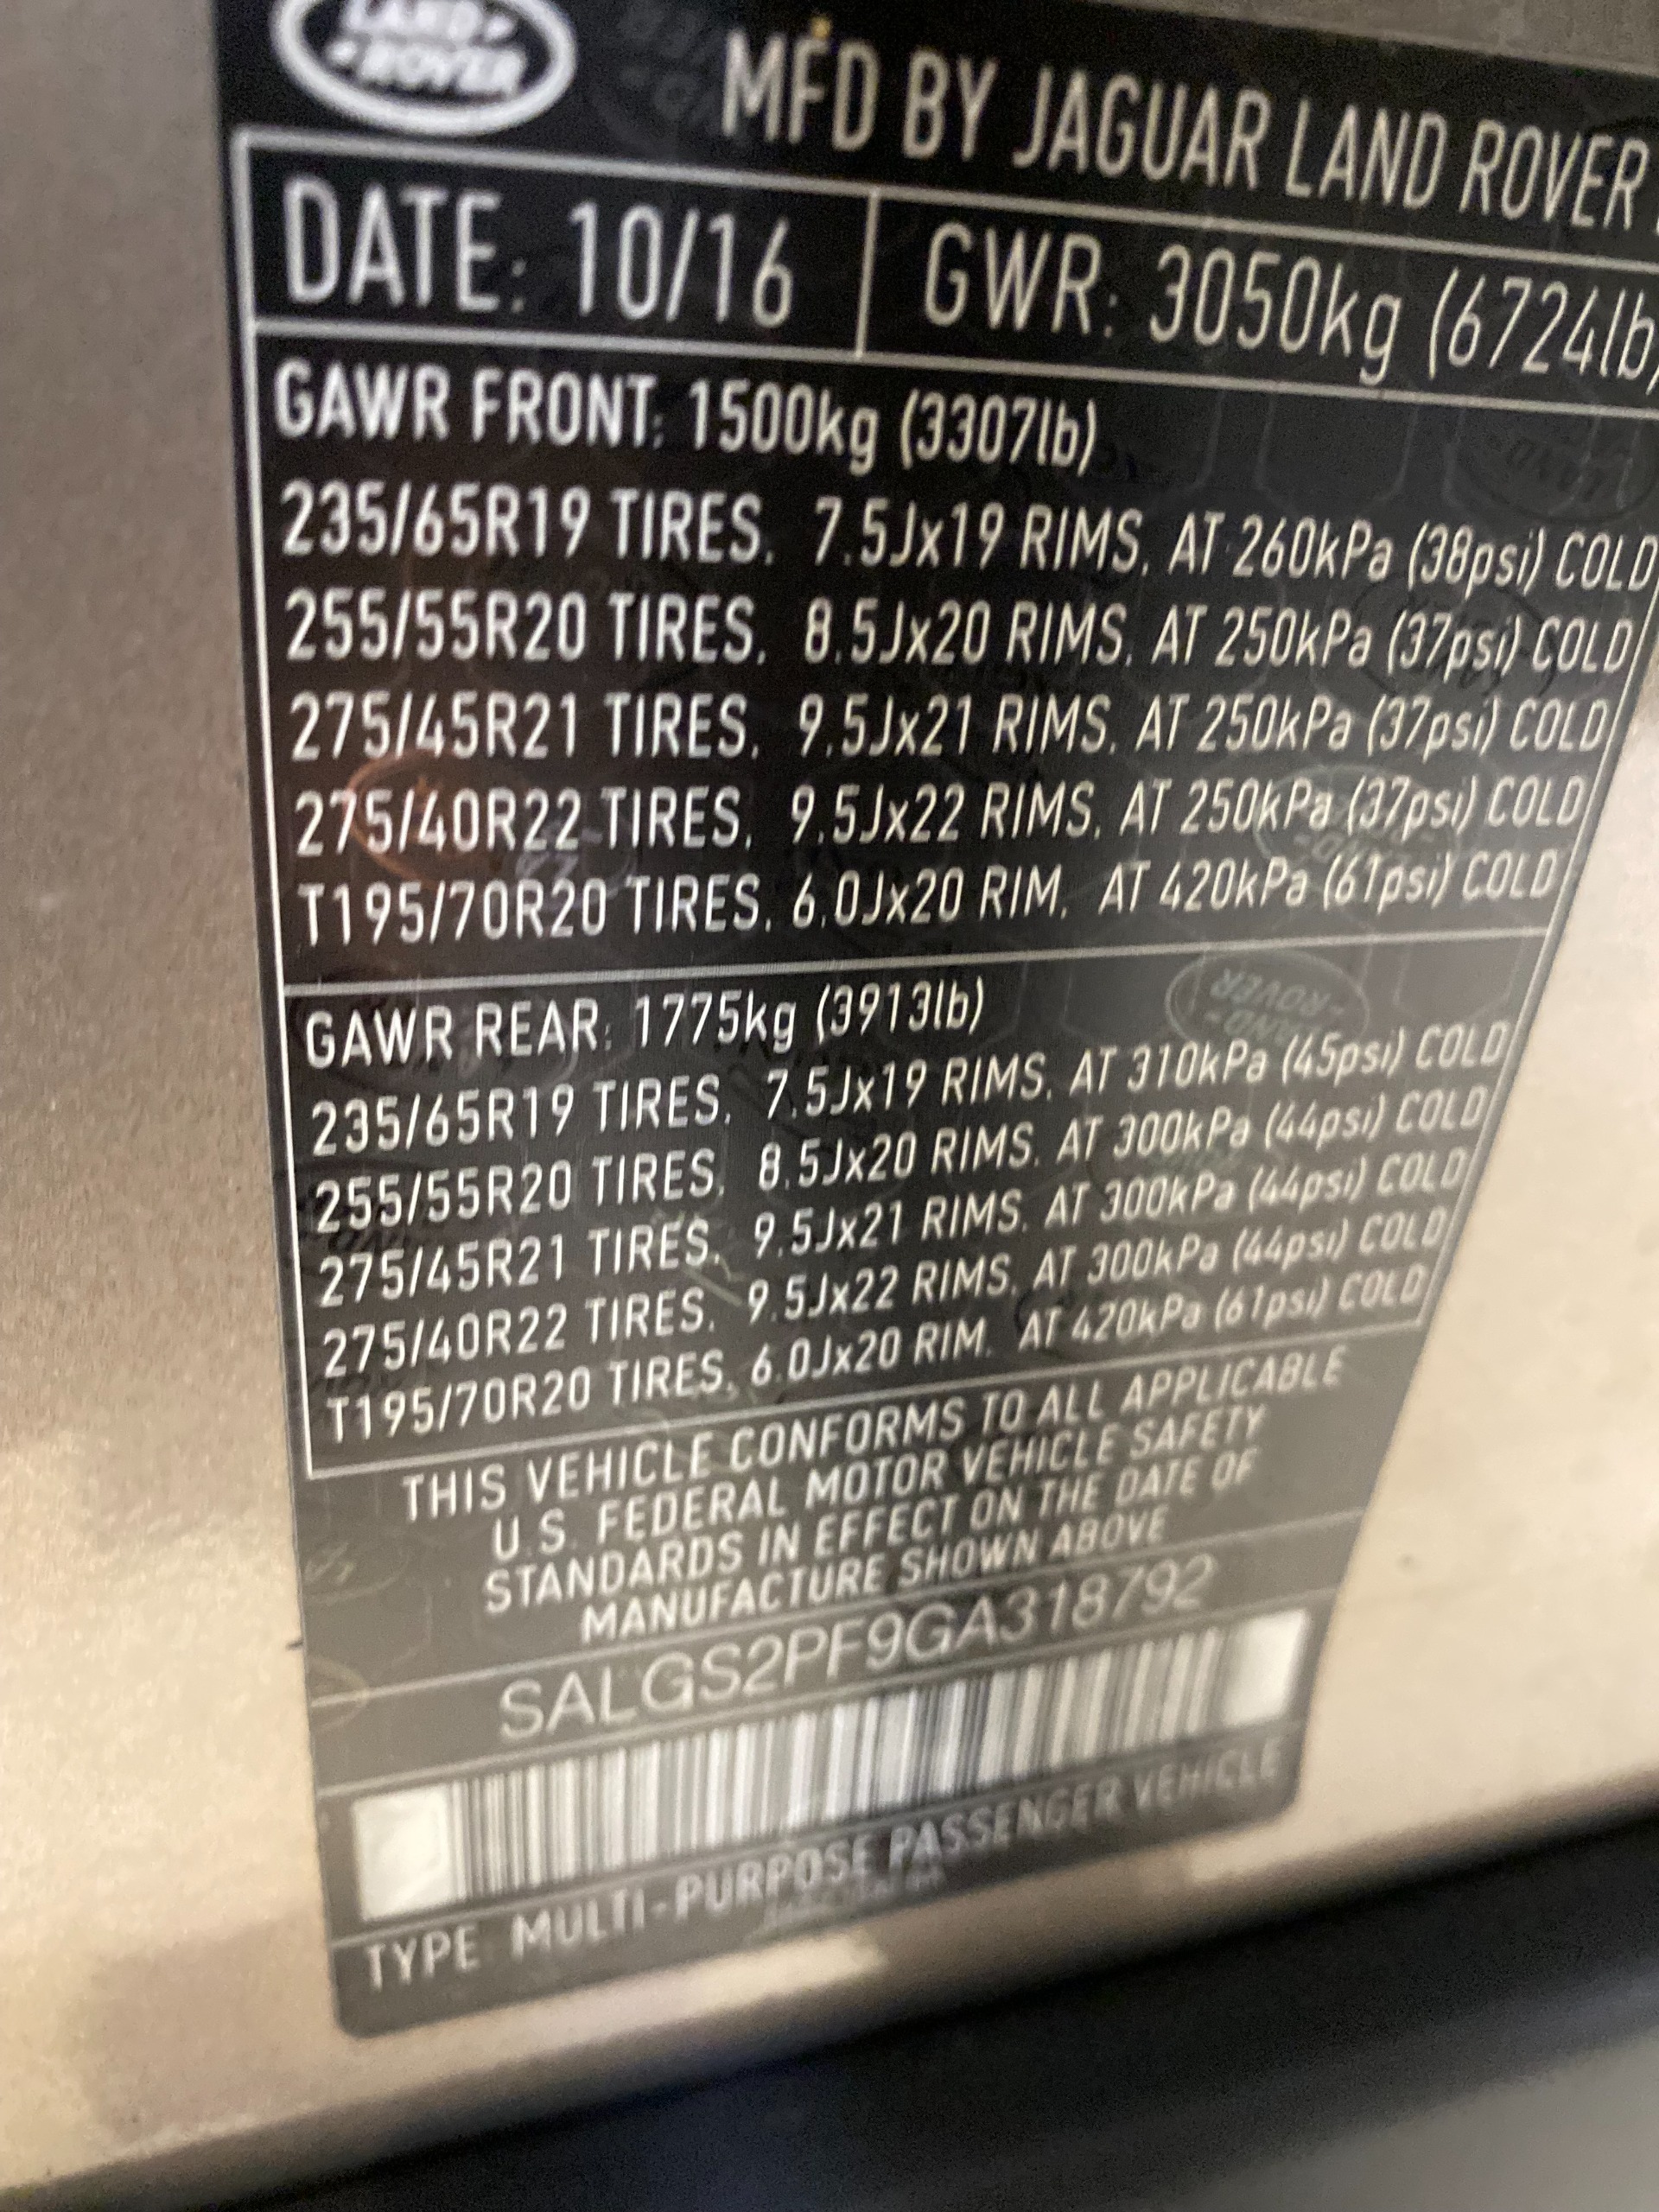 LAND
ROVER
MFD BY JAGUAR LAND ROVER
DATE: 10/16
GWR: 3050kg (6724lb)
GAWR FRONT: 1500kg (3307lb)
235/65R19 TIRES, 7.5Jx19 RIMS, AT 260kPa (38psi) COLD
255/55R20 TIRES, 8.5Jx20 RIMS, AT 250kPa (37psi) COLD
275/45R21 TIRES, 9.5Jx21 RIMS, AT 250kPa (37psi) COLD
275/40R22 TIRES, 9.5Jx22 RIMS, AT 250kPa (37psi) COLD
T195/70R20 TIRES, 6.0Jx20 RIM, AT 420kPa (61psi) COLD
GAWR REAR: 1775kg (3913lb)
235/65R19 TIRES, 7.5Jx19 RIMS, AT 310kPa (45psi) COLD
255/55R20 TIRES, 8.5Jx20 RIMS, AT 300kPa (44psi) COLD
275/45R21 TIRES, 9.5Jx21 RIMS, AT 300kPa (44psi) COLD
275/40R22 TIRES, 9.5Jx22 RIMS, AT 300kPa (44psi) COLD
T195/70R20 TIRES, 6.0Jx20 RIM, AT 420kPa (61psi) COLD
THIS VEHICLE CONFORMS TO ALL APPLICABLE
U.S. FEDERAL MOTOR VEHICLE SAFETY
STANDARDS IN EFFECT ON THE DATE OF
MANUFACTURE SHOWN ABOVE
SALGS2PF9GA318792
TYPE MULTI-PURPOSE PASSENGER VEHICLE